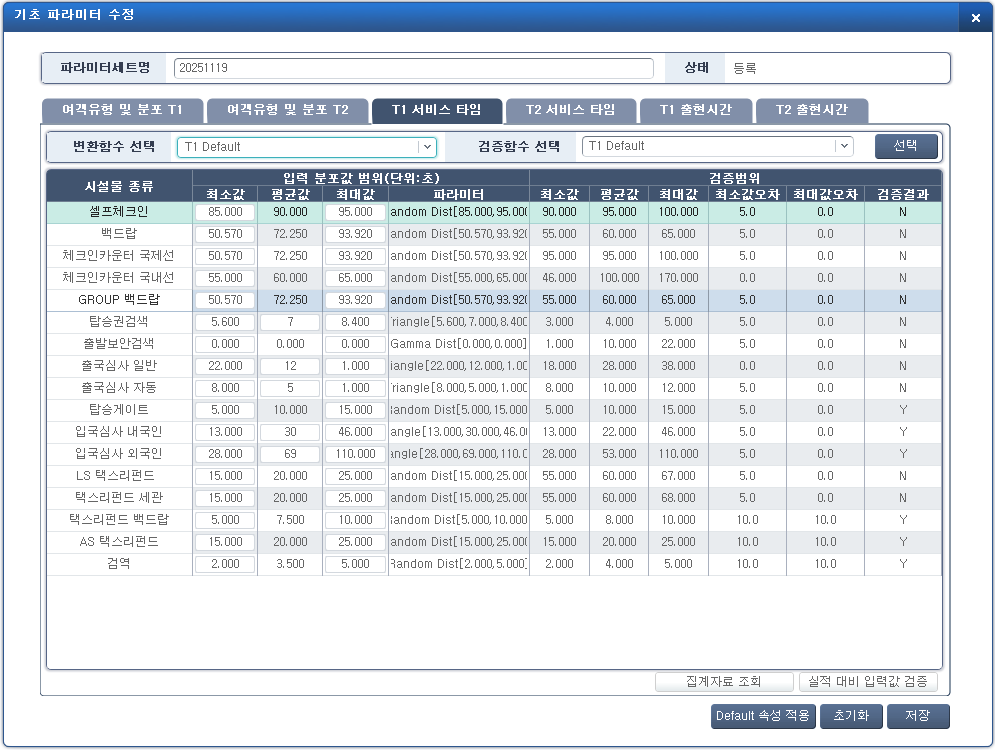 기초 파라미터 수정
파라미터세트명 20251119 상태 등록
여객유형 및 분포 T1 여객유형 및 분포 T2 T1 서비스 타임 T2 서비스 타임 T1 출현시간 T2 출현시간
변환함수 선택 T1 Default 검증함수 선택 T1 Default 선택
시설물 종류 입력 분포값 범위(단위:초) 검증범위
최소값 평균값 최대값 파라미터 최소값 평균값 최대값 최소값오차 최대값오차 검증결과
셀프체크인 85.000 90.000 95.000 andom Dist[85.000,95.00( 90.000 95.000 100.000 5.0 0.0 N
백드랍 50.570 72.250 93.920 andom Dist[50.570,93.92( 55.000 60.000 65.000 5.0 0.0 N
체크인카운터 국제선 50.570 72.250 93.920 andom Dist[50.570,93.92( 95.000 95.000 100.000 5.0 0.0 N
체크인카운터 국내선 55.000 60.000 65.000 andom Dist[55.000,65.00( 46.000 100.000 170.000 0.0 0.0 N
GROUP 백드랍 50.570 72.250 93.920 andom Dist[50.570,93.92( 55.000 60.000 65.000 5.0 0.0 N
탑승권검색 5.600 7 8.400 riangle[5.600,7.000,8.400 3.000 4.000 5.000 5.0 0.0 N
출발보안검색 0.000 0.000 0.000 Gamma Dist[0.000,0.000] 1.000 10.000 22.000 5.0 0.0 N
출국심사 일반 22.000 12 1.000 iangle[22.000,12.000,1.00 18.000 28.000 38.000 0.0 0.0 N
출국심사 자동 8.000 5 1.000 riangle[8.000,5.000,1.00( 8.000 10.000 12.000 5.0 0.0 N
탑승게이트 5.000 10.000 15.000 andom Dist[5.000,15.000 5.000 10.000 15.000 5.0 0.0 Y
입국심사 내국인 13.000 30 46.000 angle[13.000,30.000,46.0( 13.000 22.000 46.000 5.0 0.0 Y
입국심사 외국인 28.000 69 110.000 ngle[28.000,69.000,110.0 28.000 53.000 110.000 5.0 0.0 Y
LS 택스리펀드 15.000 20.000 25.000 andom Dist[15.000,25.00( 55.000 60.000 67.000 5.0 0.0 N
택스리펀드 세관 15.000 20.000 25.000 andom Dist[15.000,25.00( 55.000 60.000 68.000 5.0 0.0 N
택스리펀드 백드랍 5.000 7.500 10.000 andom Dist[5.000,10.000 5.000 8.000 10.000 10.0 10.0 Y
AS 택스리펀드 15.000 20.000 25.000 andom Dist[15.000,25.00( 15.000 20.000 25.000 10.0 10.0 Y
검역 2.000 3.500 5.000 Random Dist[2.000,5.000] 2.000 4.000 5.000 10.0 10.0 Y
집계자료 조회 실적 대비 입력값 검증
Default 속성 적용 초기화 저장